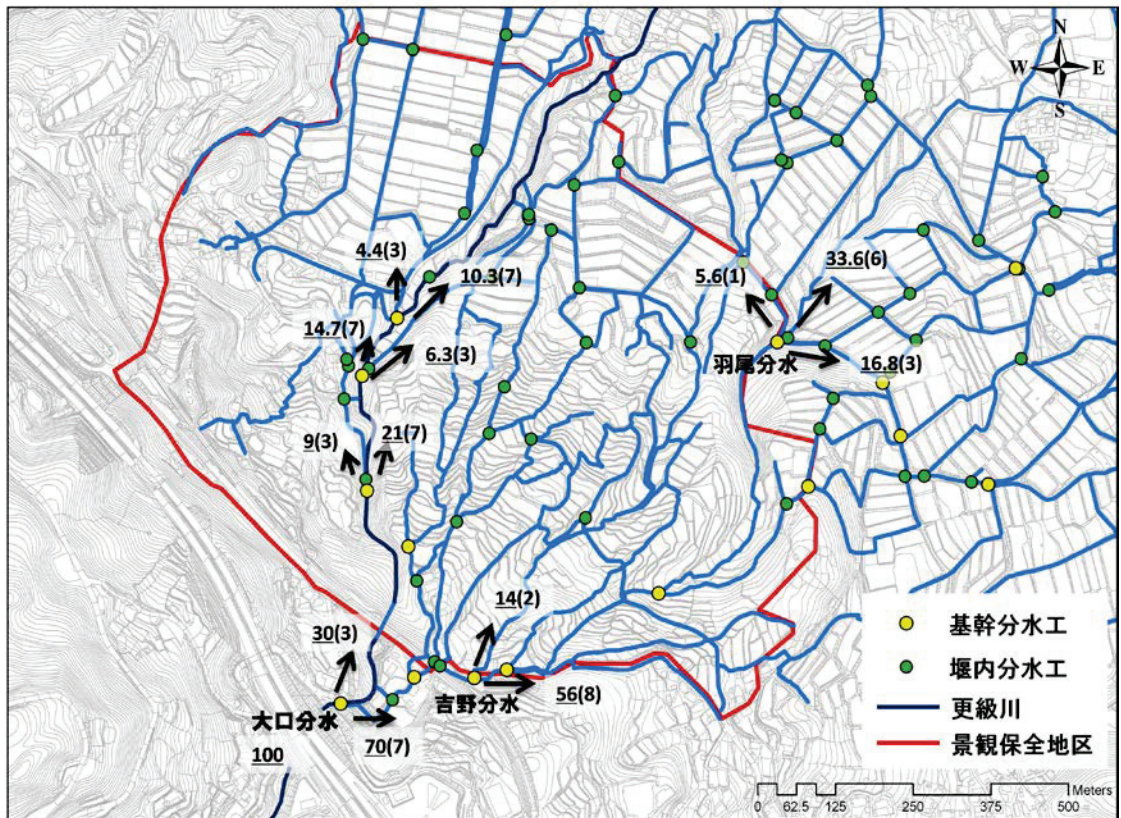 N
W E
S
4.4(3)
10.3(7)
5.6(1)
33.6(6)
14.7(7)
6.3(3)
羽尾分水
16.8(3)
9(3)
21(7)
14(2)
30(3)
吉野分水
56(8)
大口分水
70(7)
100
基幹分水工
堰内分水工
更級川
景観保全地区
Meters
0 62.5 125 250 375 500